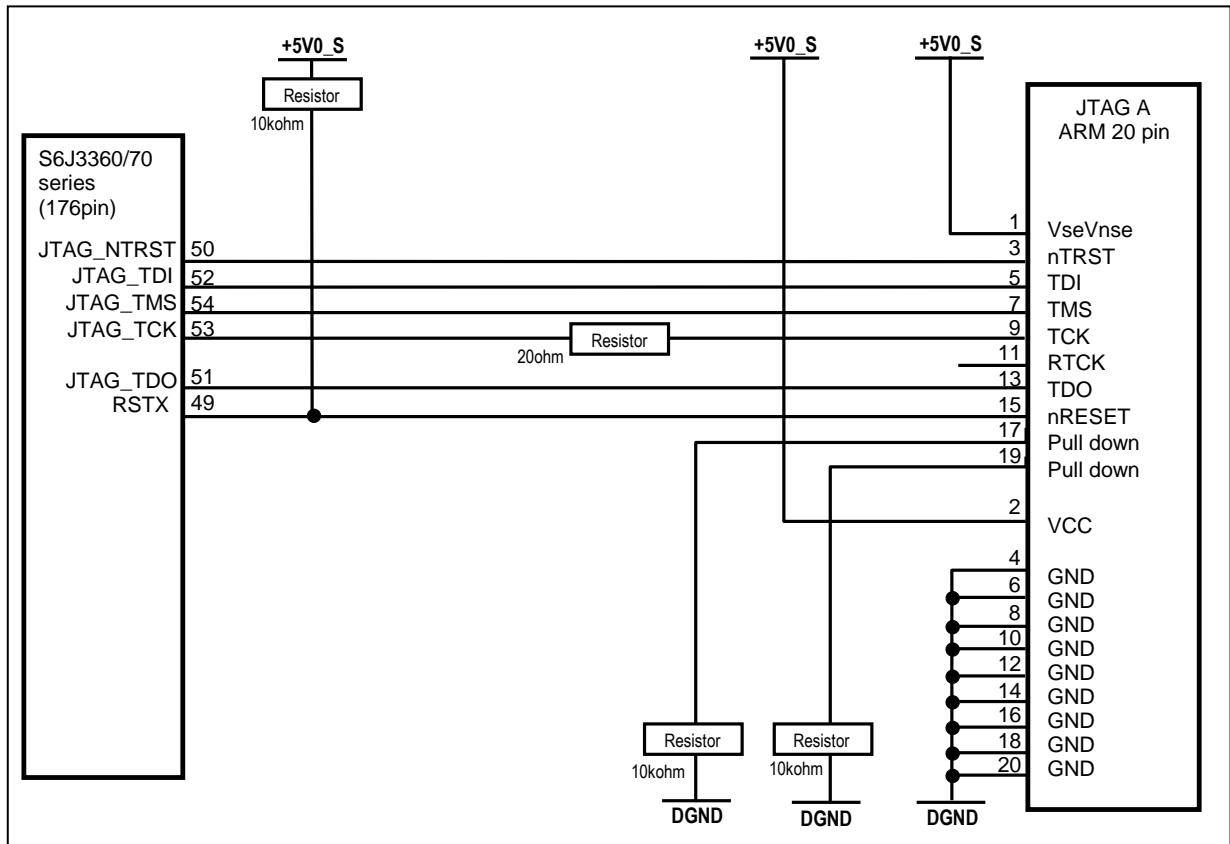 +5V0_S
+5V0_S
+5V0_S
Resistor
10kohm
JTAG A
ARM 20 pin
S6J3360/70
series
(176pin)
JTAG_NTRST 50
JTAG_TDI 52
JTAG_TMS 54
JTAG_TCK 53
JTAG_TDO 51
RSTX 49
Resistor
20ohm
1 VseVnse
3 nTRST
5 TDI
7 TMS
9 TCK
11 RTCK
13 TDO
15 nRESET
17 Pull down
19 Pull down
2 VCC
4 GND
6 GND
8 GND
10 GND
12 GND
14 GND
16 GND
18 GND
20 GND
Resistor
10kohm
DGND
Resistor
10kohm
DGND
DGND